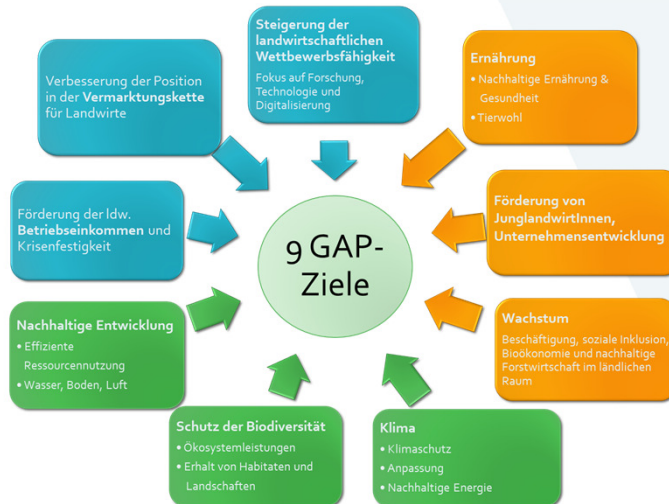 Steigerung der
landwirtschaftlichen
Wettbewerbsfähigkeit
Fokus auf Forschung,
Technologie und
Digitalisierung
Ernährung
• Nachhaltige Ernährung &
Gesundheit
• Tierwohl
Verbesserung der Position
in der Vermarktungskette
für Landwirte
Förderung von
JunglandwirtInnen,
Unternehmensentwicklung
Förderung der ldw.
Betriebseinkommen und
Krisenfestigkeit
9 GAP-
Ziele
Wachstum
Beschäftigung, soziale Inklusion,
Bioökonomie und nachhaltige
Forstwirtschaft im ländlichen
Raum
Nachhaltige Entwicklung
• Effiziente
Ressourcennutzung
• Wasser, Boden, Luft
Schutz der Biodiversität
• Ökosystemleistungen
• Erhalt von Habitaten und
Landschaften
Klima
• Klimaschutz
• Anpassung
• Nachhaltige Energie